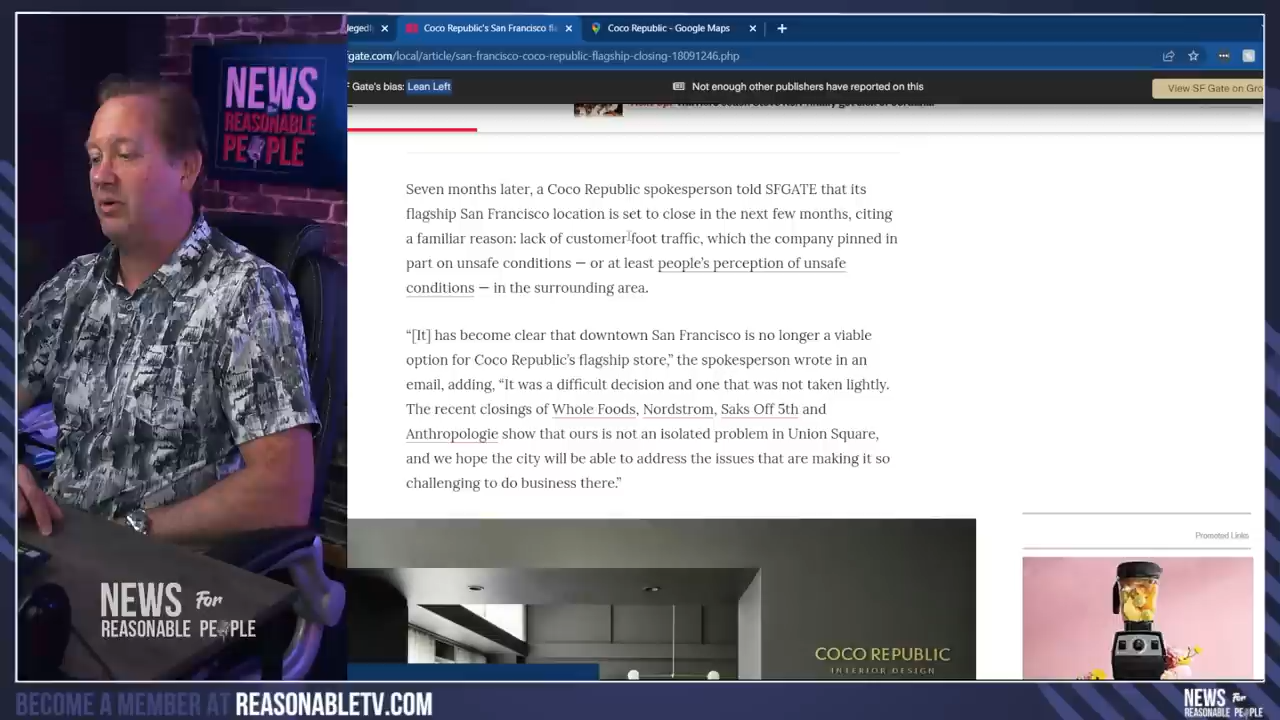 legedl
Coco Republic's San Francisco fl
Coco Republic - Google Maps
fgate.com/local/article/san-francisco-coco-republic-flagship-closing-18091246.php
F Gate's bias: Lean Left
Not enough other publishers have reported on this
View SF Gate on Gro
NEWS
REASONABLE
PEOPLE
Seven months later, a Coco Republic spokesperson told SFGATE that its
flagship San Francisco location is set to close in the next few months, citing
a familiar reason: lack of customer foot traffic, which the company pinned in
part on unsafe conditions — or at least people's perception of unsafe
conditions — in the surrounding area.
“[It] has become clear that downtown San Francisco is no longer a viable
option for Coco Republic’s flagship store,” the spokesperson wrote in an
email, adding, “It was a difficult decision and one that was not taken lightly.
The recent closings of Whole Foods, Nordstrom, Saks Off 5th and
Anthropologie show that ours is not an isolated problem in Union Square,
and we hope the city will be able to address the issues that are making it so
challenging to do business there.”
Promoted Links
COCO REPUBLIC
INTERIOR DESIGN
NEWS For
REASONABLE PEOPLE
BECOME A MEMBER AT REASONABLETV.COM
NEWS For
REASONABLE PEOPLE